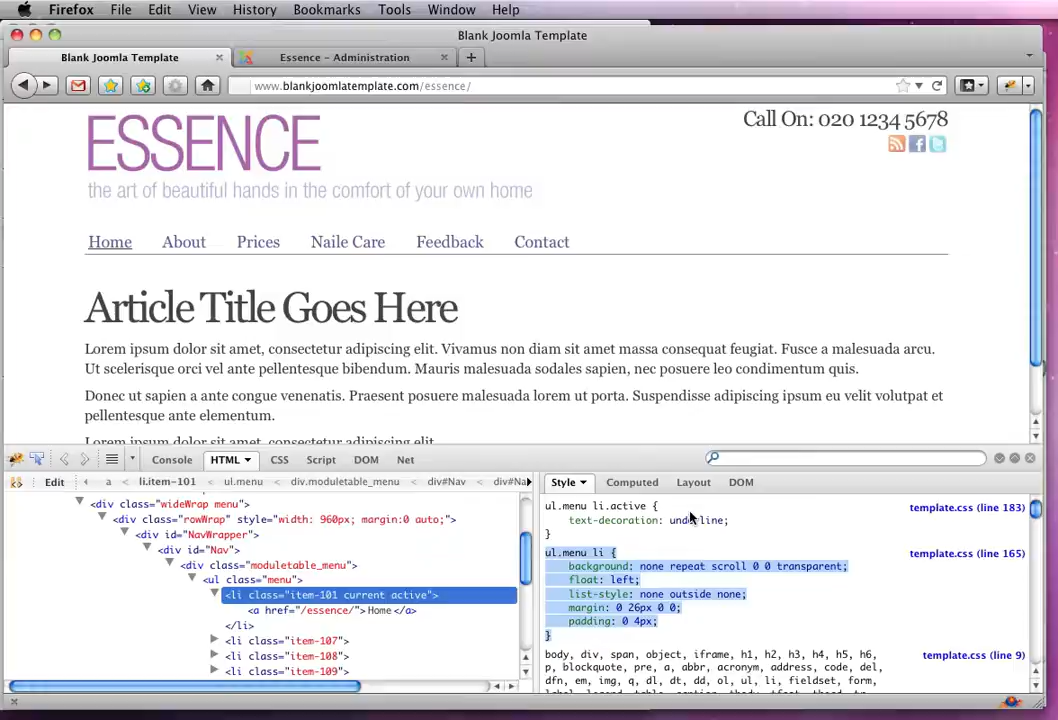 Firefox File Edit View History Bookmarks Tools Window Help
Blank Joomla Template
Blank Joomla Template Essence – Administration
www.blankjoomlatemplate.com/essence/
ESSENCE
the art of beautiful hands in the comfort of your own home
Call On: 020 1234 5678
Home About Prices Naile Care Feedback Contact
Article Title Goes Here
Lorem ipsum dolor sit amet, consectetur adipiscing elit. Vivamus non diam sit amet massa consequat feugiat. Fusce a malesuada arcu.
Ut scelerisque orci vel ante pellentesque bibendum. Mauris malesuada sodales sapien, nec posuere leo condimentum quis.
Donec ut sapien a ante congue venenatis. Praesent posuere malesuada lorem ut porta. Suspendisse adipiscing ipsum eu velit volutpat et
pellentesque ante elementum.
Lorem ipsum dolor sit amet, consectetur adipiscing elit.
Console HTML CSS Script DOM Net
Edit a li.item-101 ul.menu div.moduletable_menu div#Nav div#Na
<div class="wideWrap menu">
<div class="rowWrap" style="width: 960px; margin:0 auto;">
<div id="NavWrapper">
<div id="Nav">
<div class="moduletable_menu">
<ul class="menu">
<li class="item-101 current active">
<a href="/essence/">Home</a>
</li>
<li class="item-107">
<li class="item-108">
<li class="item-109">
Style Computed Layout DOM
ul.menu li.active { template.css (line 183)
text-decoration: underline;
}
ul.menu li { template.css (line 165)
background: none repeat scroll 0 0 transparent;
float: left;
list-style: none outside none;
margin: 0 26px 0 0;
padding: 0 4px;
}
body, div, span, object, iframe, h1, h2, h3, h4, h5, h6, template.css (line 9)
p, blockquote, pre, a, abbr, acronym, address, code, del,
dfn, em, img, q, dl, dt, dd, ol, ul, li, fieldset, form,